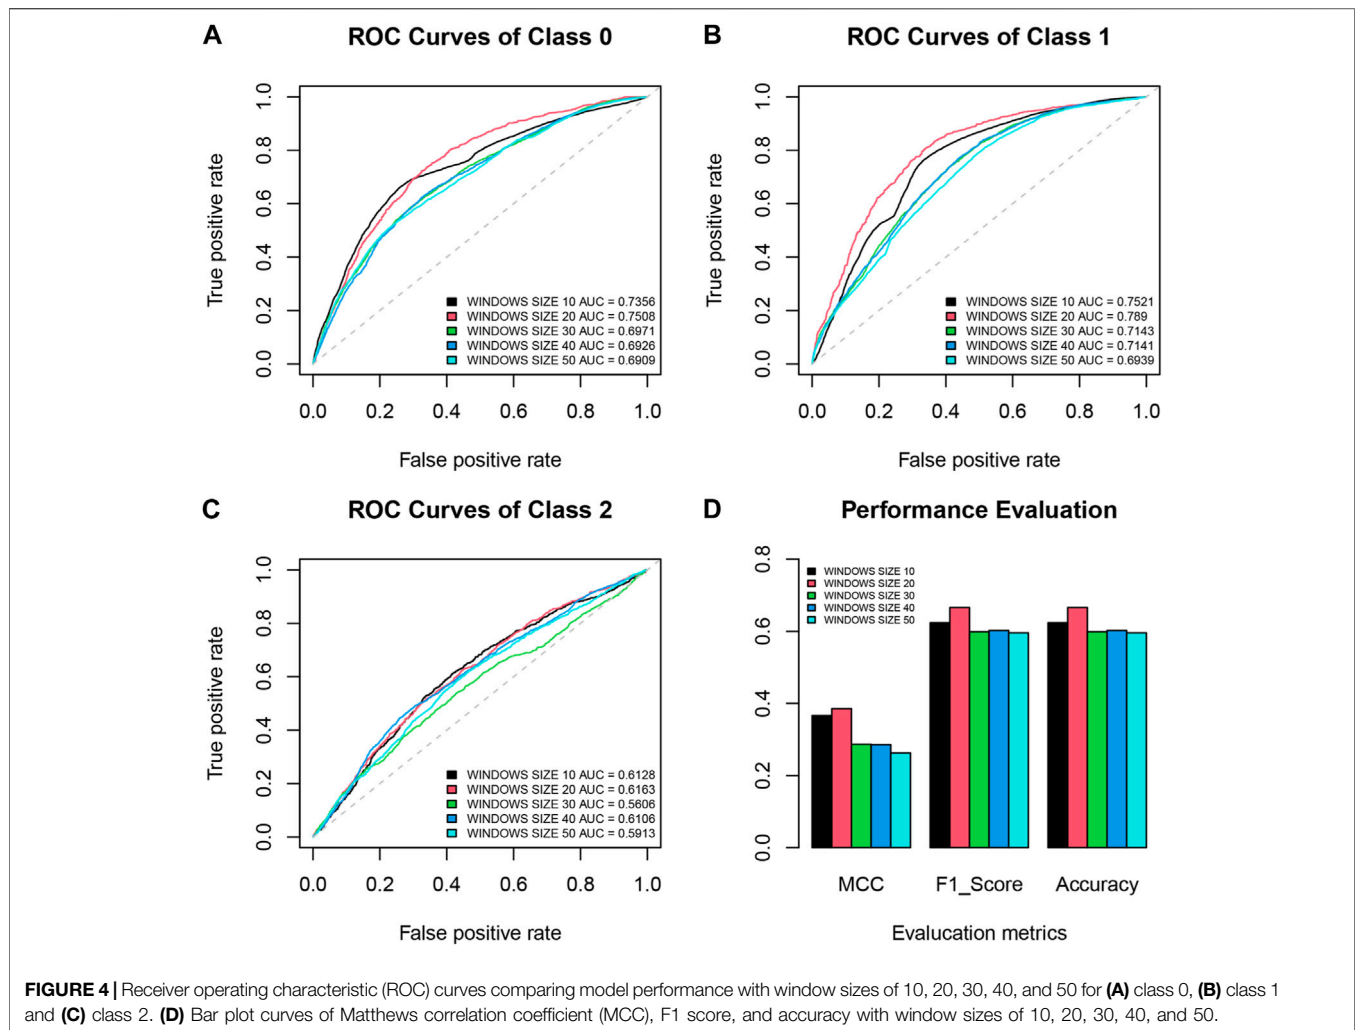 A
ROC Curves of Class 0
True positive rate
1.0
0.8
0.6
0.4
0.2
0.0
WINDOWS SIZE 10 AUC = 0.7356
WINDOWS SIZE 20 AUC = 0.7508
WINDOWS SIZE 30 AUC = 0.6971
WINDOWS SIZE 40 AUC = 0.6926
WINDOWS SIZE 50 AUC = 0.6909
0.0 0.2 0.4 0.6 0.8 1.0
False positive rate
B
ROC Curves of Class 1
True positive rate
1.0
0.8
0.6
0.4
0.2
0.0
WINDOWS SIZE 10 AUC = 0.7521
WINDOWS SIZE 20 AUC = 0.789
WINDOWS SIZE 30 AUC = 0.7143
WINDOWS SIZE 40 AUC = 0.7141
WINDOWS SIZE 50 AUC = 0.6939
0.0 0.2 0.4 0.6 0.8 1.0
False positive rate
C
ROC Curves of Class 2
True positive rate
1.0
0.8
0.6
0.4
0.2
0.0
WINDOWS SIZE 10 AUC = 0.6128
WINDOWS SIZE 20 AUC = 0.6163
WINDOWS SIZE 30 AUC = 0.5606
WINDOWS SIZE 40 AUC = 0.6106
WINDOWS SIZE 50 AUC = 0.5913
0.0 0.2 0.4 0.6 0.8 1.0
False positive rate
D
Performance Evaluation
0.8
0.6
0.4
0.2
0.0
WINDOWS SIZE 10
WINDOWS SIZE 20
WINDOWS SIZE 30
WINDOWS SIZE 40
WINDOWS SIZE 50
MCC F1_Score Accuracy
Evalucation metrics
FIGURE 4 | Receiver operating characteristic (ROC) curves comparing model performance with window sizes of 10, 20, 30, 40, and 50 for (A) class 0, (B) class 1
and (C) class 2. (D) Bar plot curves of Matthews correlation coefficient (MCC), F1 score, and accuracy with window sizes of 10, 20, 30, 40, and 50.